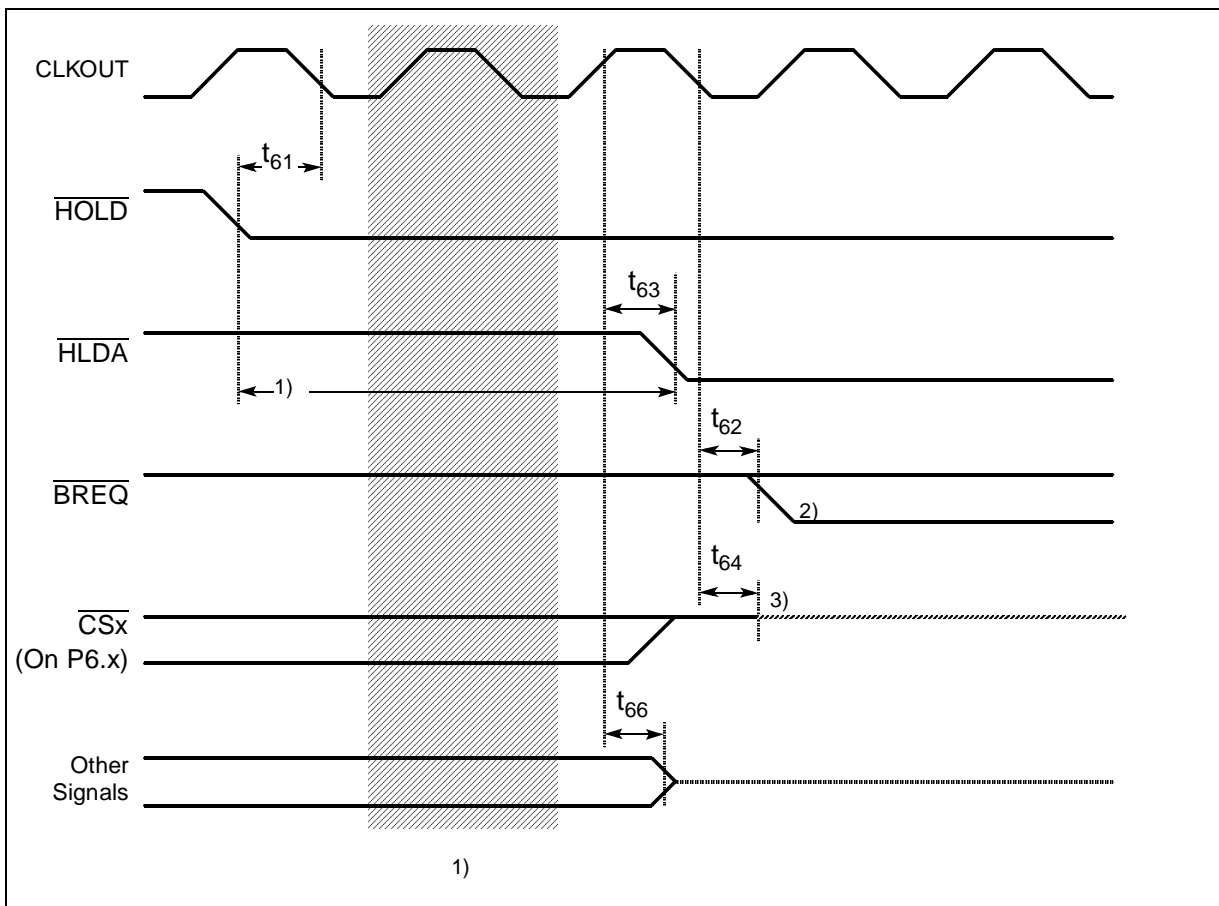 CLKOUT
t61
HOLD
t63
HLDA
1)
t62
BREQ
2)
t64
3)
CSx
(On P6.x)
t66
Other
Signals
1)